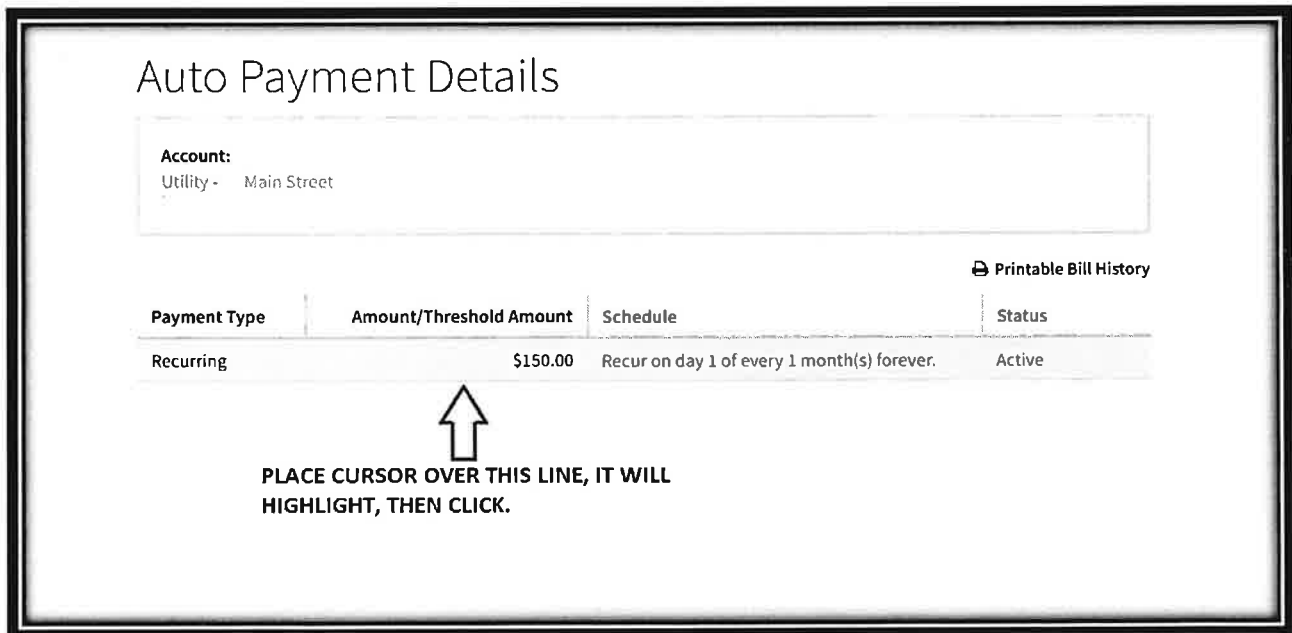 Auto Payment Details
Account:
Utility - Main Street
Printable Bill History
Payment Type Amount/Threshold Amount Schedule Status
Recurring $150.00 Recur on day 1 of every 1 month(s) forever. Active
PLACE CURSOR OVER THIS LINE, IT WILL
HIGHLIGHT, THEN CLICK.